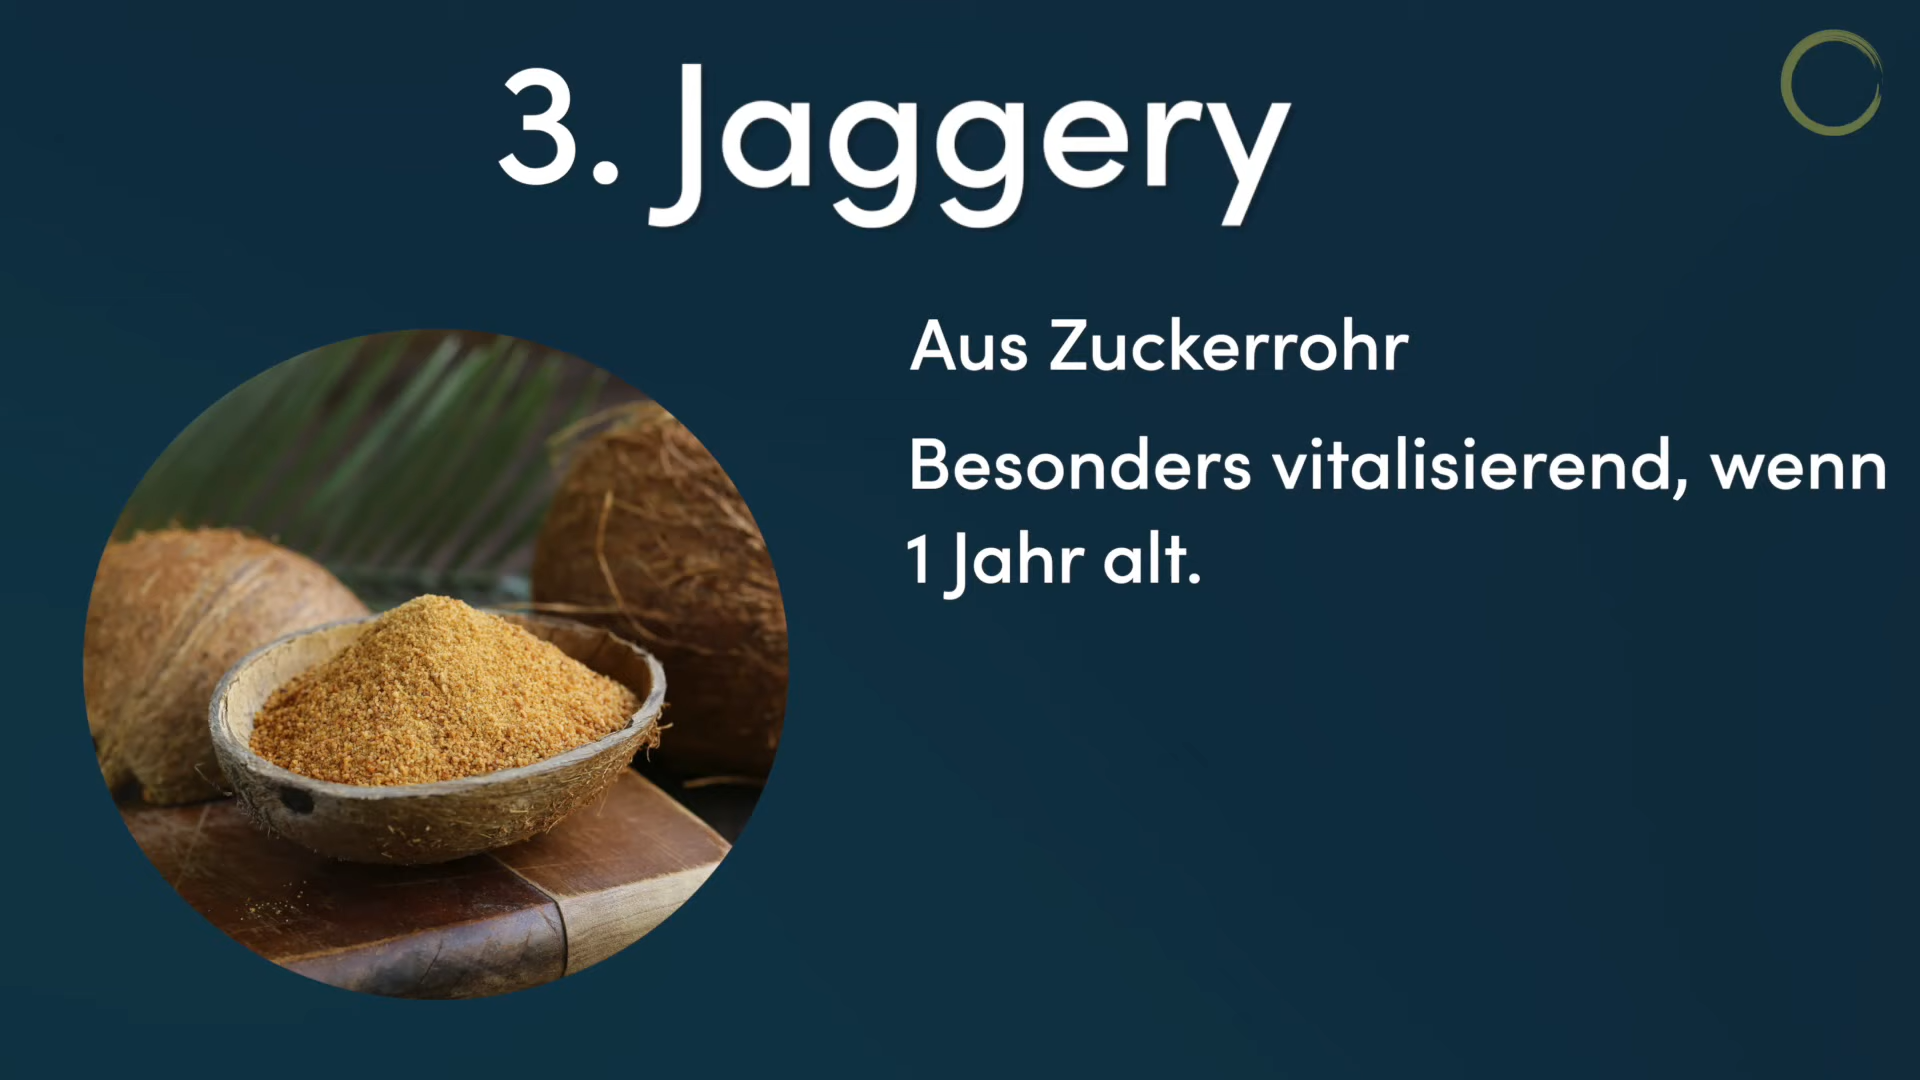 3. Jaggery
Aus Zuckerrohr
Besonders vitalisierend, wenn
1 Jahr alt.